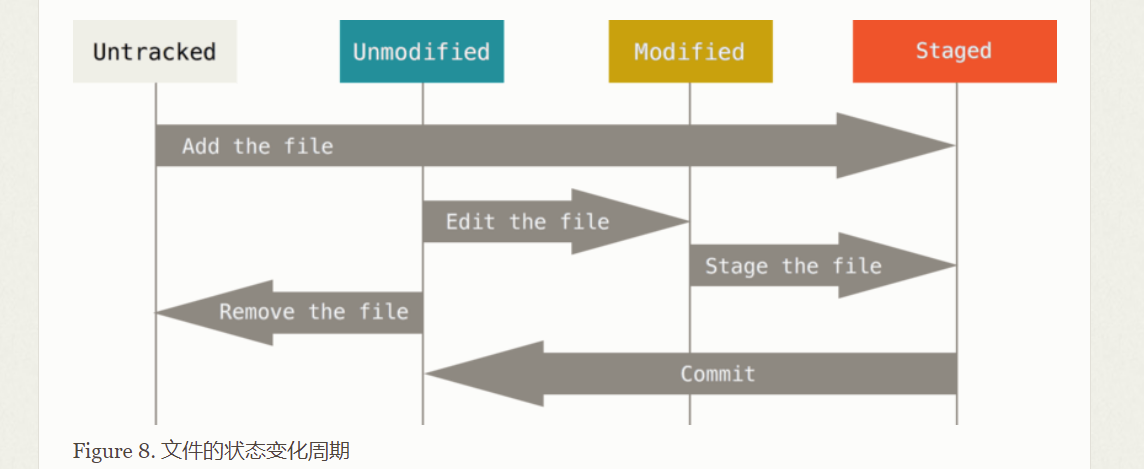 Untracked
Unmodified
Modified
Staged
Add the file
Edit the file
Stage the file
Remove the file
Commit
Figure 8. 文件的状态变化周期